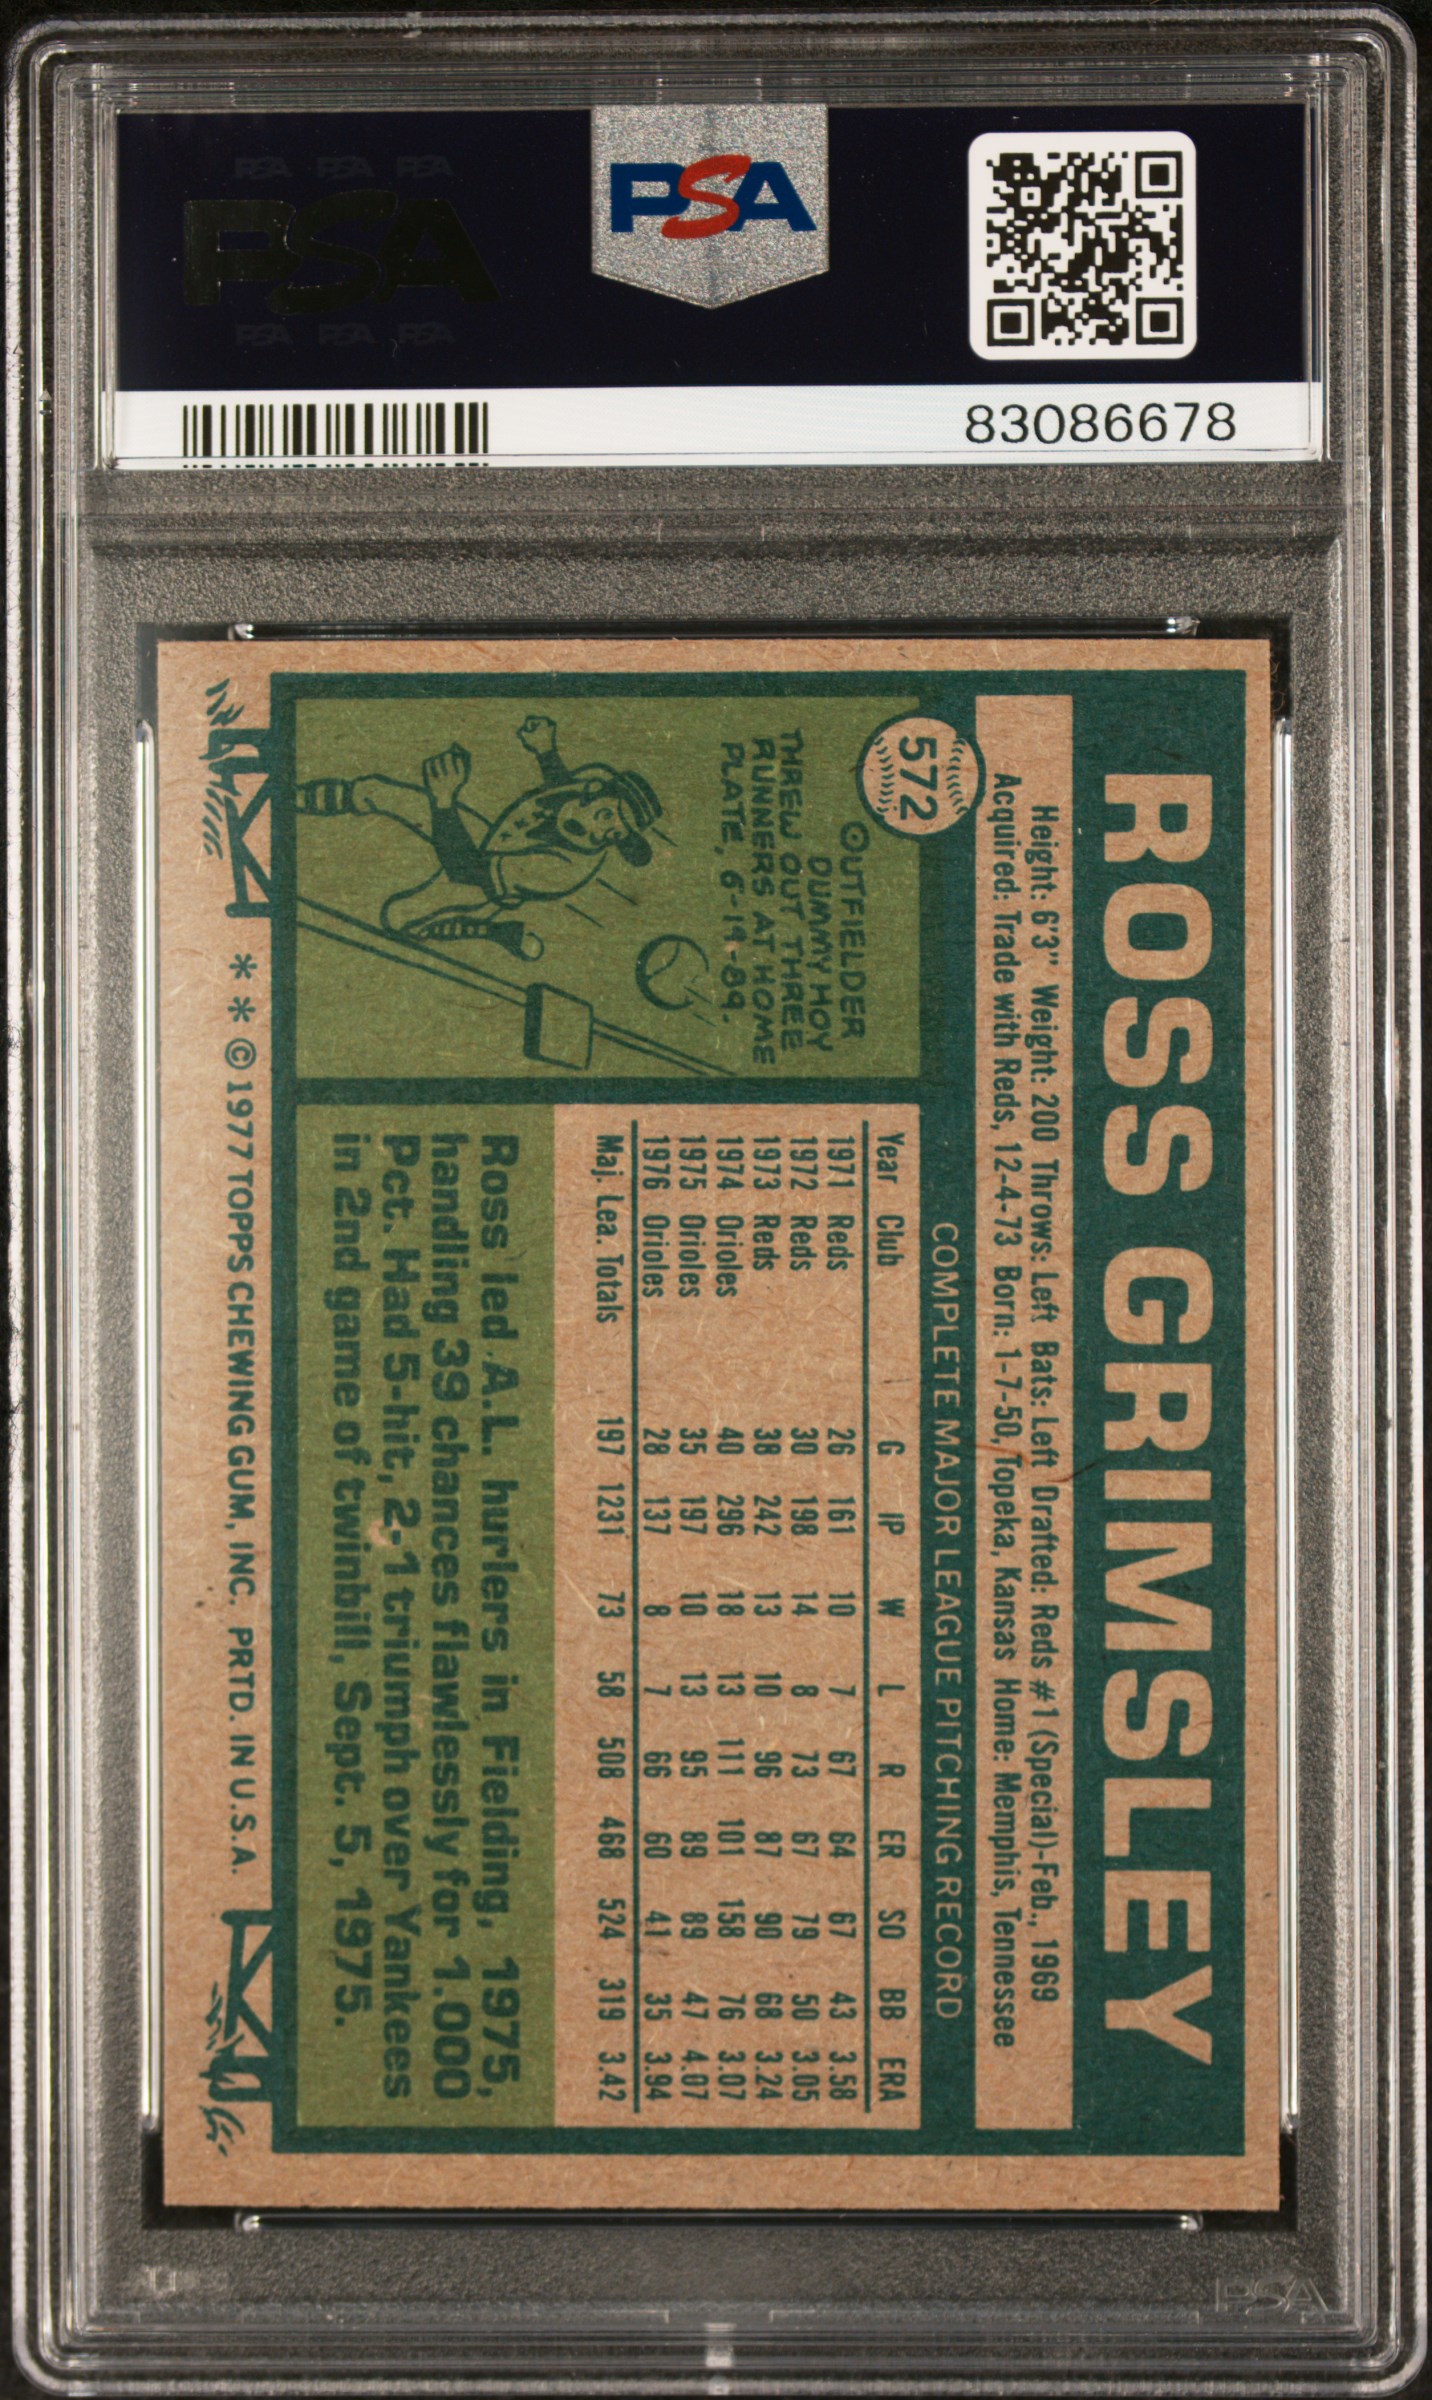 PSA PSA PSA
PSA
PSA PSA PSA
PSA
83086678
ROSS GRIMSLEY
Height: 6'3" Weight: 200 Throws: Left Bats: Left Drafted: Reds #1 (Special)-Feb., 1969
Acquired: Trade with Reds, 12-4-73 Born: 1-7-50, Topeka, Kansas Home: Memphis, Tennessee
572
COMPLETE MAJOR LEAGUE PITCHING RECORD
OUTFIELDER
DUMMY HOY
THREW OUT THREE
RUNNERS AT HOME
PLATE, 6-19-89.
Year Club G IP W L R ER SO BB ERA
1971 Reds 26 161 10 7 67 64 67 43 3.58
1972 Reds 30 198 14 8 73 67 79 50 3.05
1973 Reds 38 242 13 10 96 87 90 68 3.24
1974 Orioles 40 296 18 13 111 101 158 76 3.07
1975 Orioles 35 197 10 13 95 89 89 47 4.07
1976 Orioles 28 137 8 7 66 60 41 35 3.94
Maj. Lea. Totals 197 1231 73 58 508 468 524 319 3.42
Ross led A.L. hurlers in Fielding, 1975,
handling 39 chances flawlessly for 1.000
Pct. Had 5-hit, 2-1 triumph over Yankees
in 2nd game of twinbill, Sept. 5, 1975.
** © 1977 TOPPS CHEWING GUM, INC. PRTD. IN U.S.A.
PSA